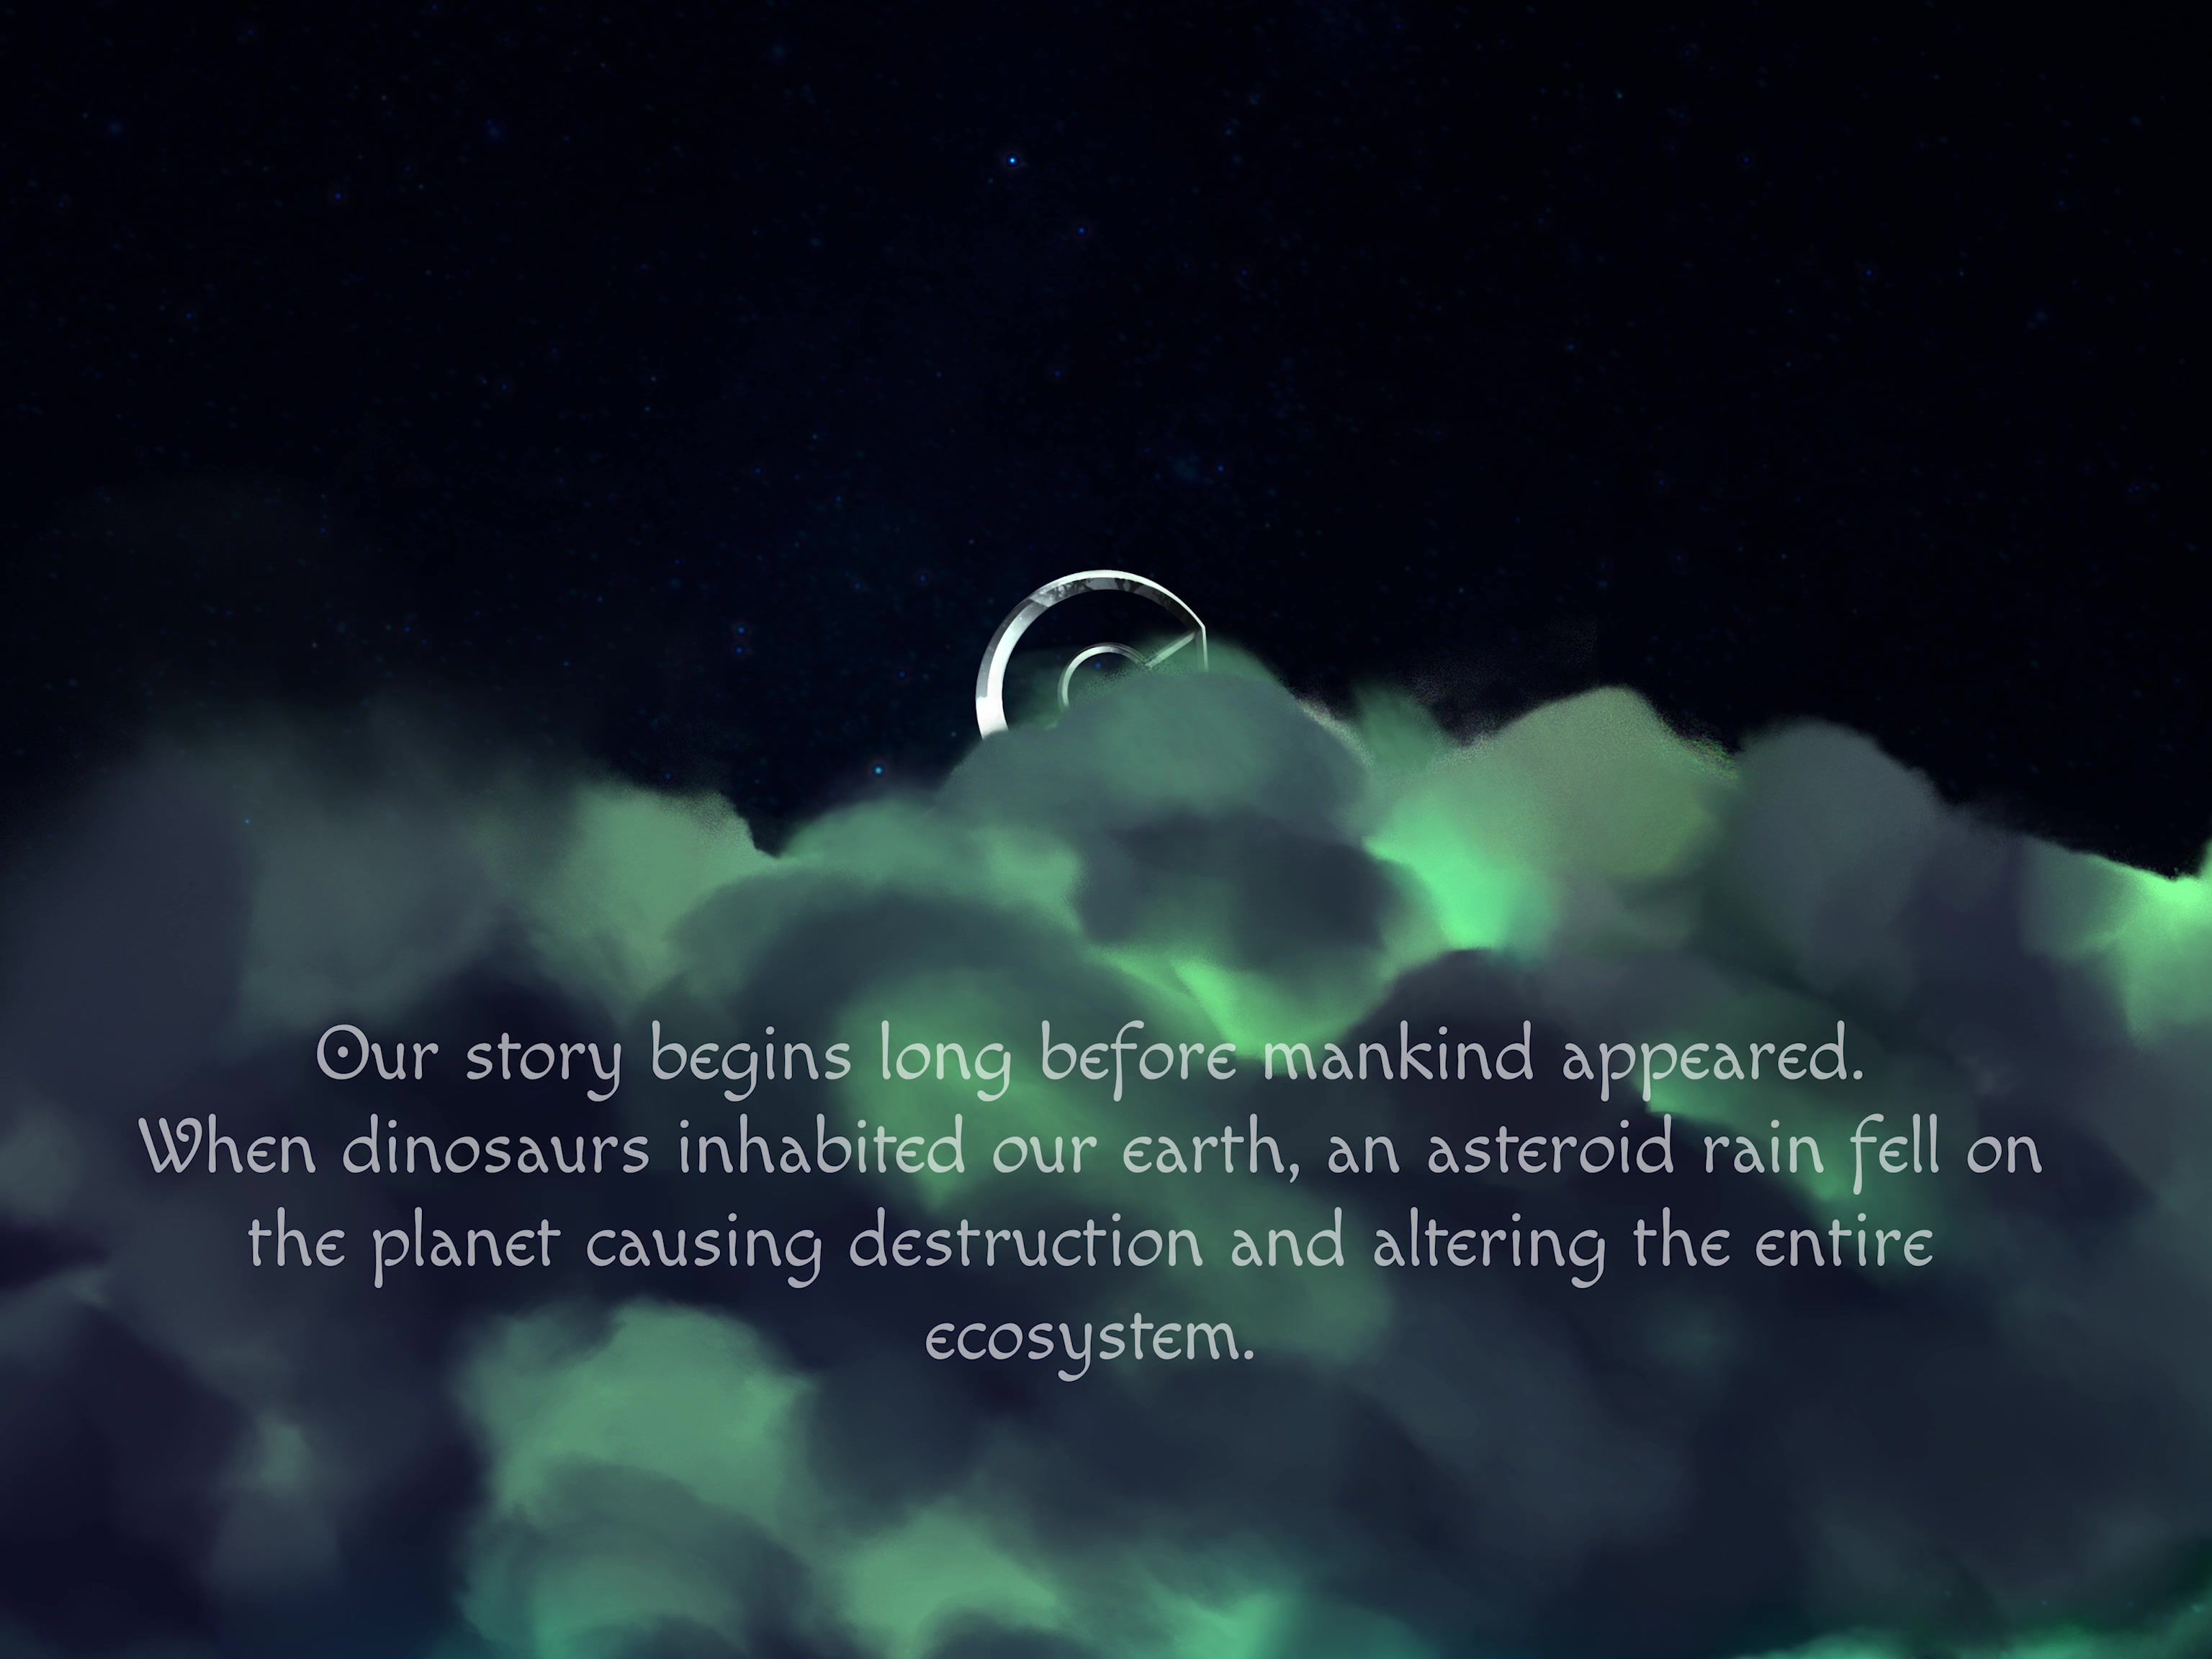 Our story begins long before mankind appeared.
When dinosaurs inhabited our earth, an asteroid rain fell on
the planet causing destruction and altering the entire
ecosystem.